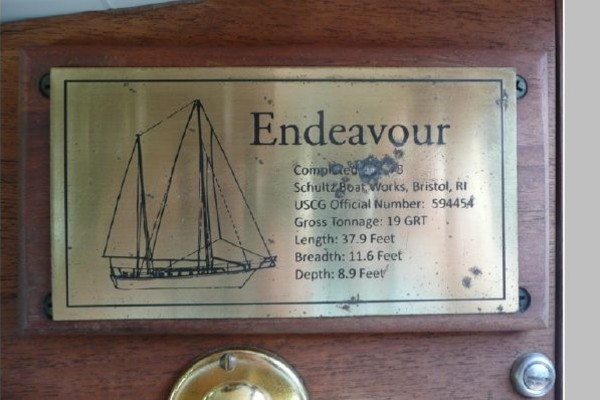 Endeavour
Completed
Schultz Boat Works, Bristol, RI
USCG Official Number: 594454
Gross Tonnage: 19 GRT
Length: 37.9 Feet
Breadth: 11.6 Feet
Depth: 8.9 Feet